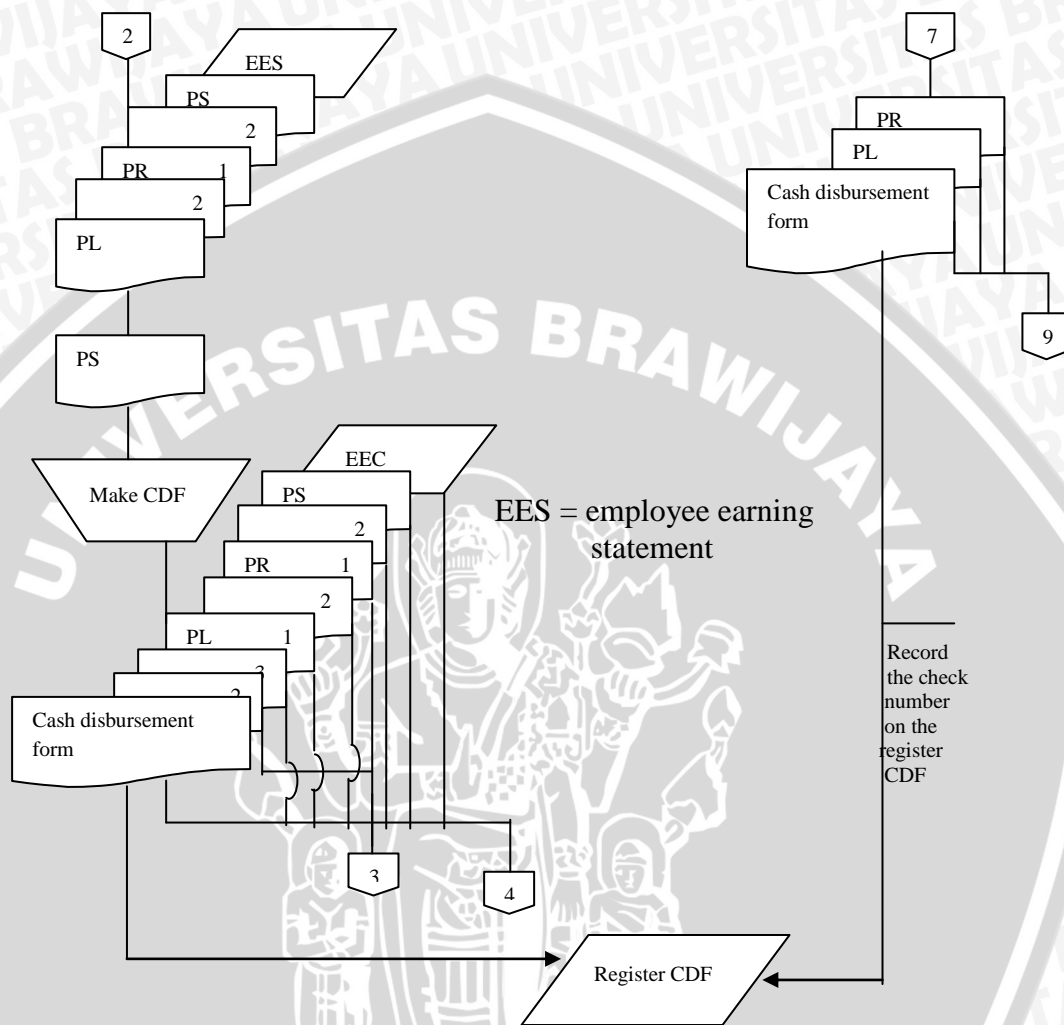 2
EES
PS
2
PR 1
2
PL
PS
Make CDF
EEC
PS
2
PR 1
2
PL 1
3
2
Cash disbursement
form
3
4
EES = employee earning
statement
7
PR
PL
Cash disbursement
form
9
Record
the check
number
on the
register
CDF
Register CDF
UNIVERSITAS BRAWIJAYA